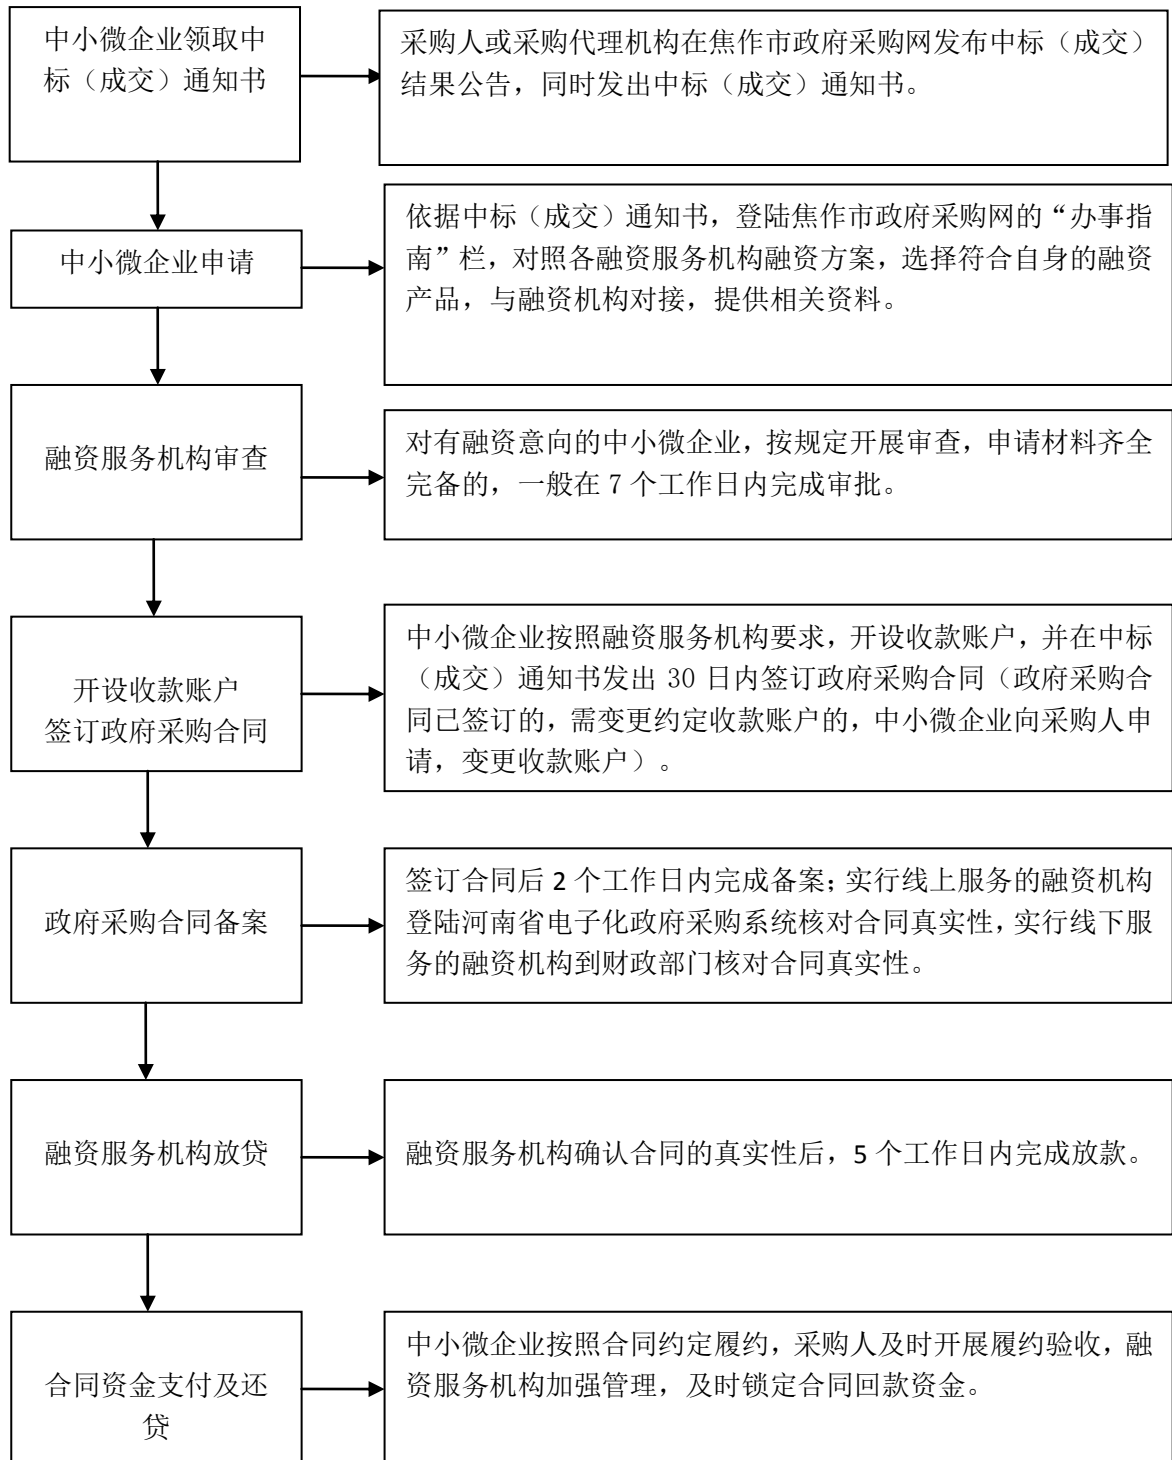 中小微企业领取中
标（成交）通知书
采购人或采购代理机构在焦作市政府采购网发布中标（成交）
结果公告，同时发出中标（成交）通知书。
中小微企业申请
依据中标（成交）通知书，登陆焦作市政府采购网的“办事指
南”栏，对照各融资服务机构融资方案，选择符合自身的融资
产品，与融资机构对接，提供相关资料。
融资服务机构审查
对有融资意向的中小微企业，按规定开展审查，申请材料齐全
完备的，一般在 7 个工作日内完成审批。
开设收款账户
签订政府采购合同
中小微企业按照融资服务机构要求，开设收款账户，并在中标
（成交）通知书发出 30 日内签订政府采购合同（政府采购合
同已签订的，需变更约定收款账户的，中小微企业向采购人申
请，变更收款账户）。
政府采购合同备案
签订合同后 2 个工作日内完成备案；实行线上服务的融资机构
登陆河南省电子化政府采购系统核对合同真实性，实行线下服
务的融资机构到财政部门核对合同真实性。
融资服务机构放贷
融资服务机构确认合同的真实性后，5 个工作日内完成放款。
合同资金支付及还
贷
中小微企业按照合同约定履约，采购人及时开展履约验收，融
资服务机构加强管理，及时锁定合同回款资金。